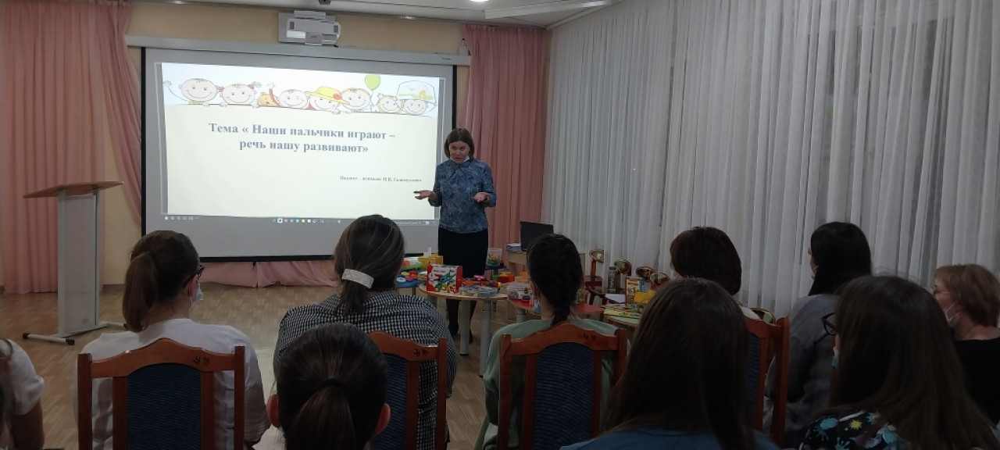 Тема « Наши пальчики играют –
речь нашу развивают»